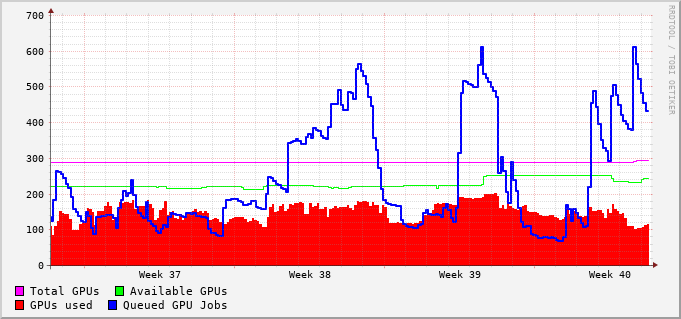 700
600
500
400
300
200
100
0
Week 37 Week 38 Week 39 Week 40
Total GPUs Available GPUs
GPUs used Queued GPU Jobs
RRDTOOL / TOBI OETIKER